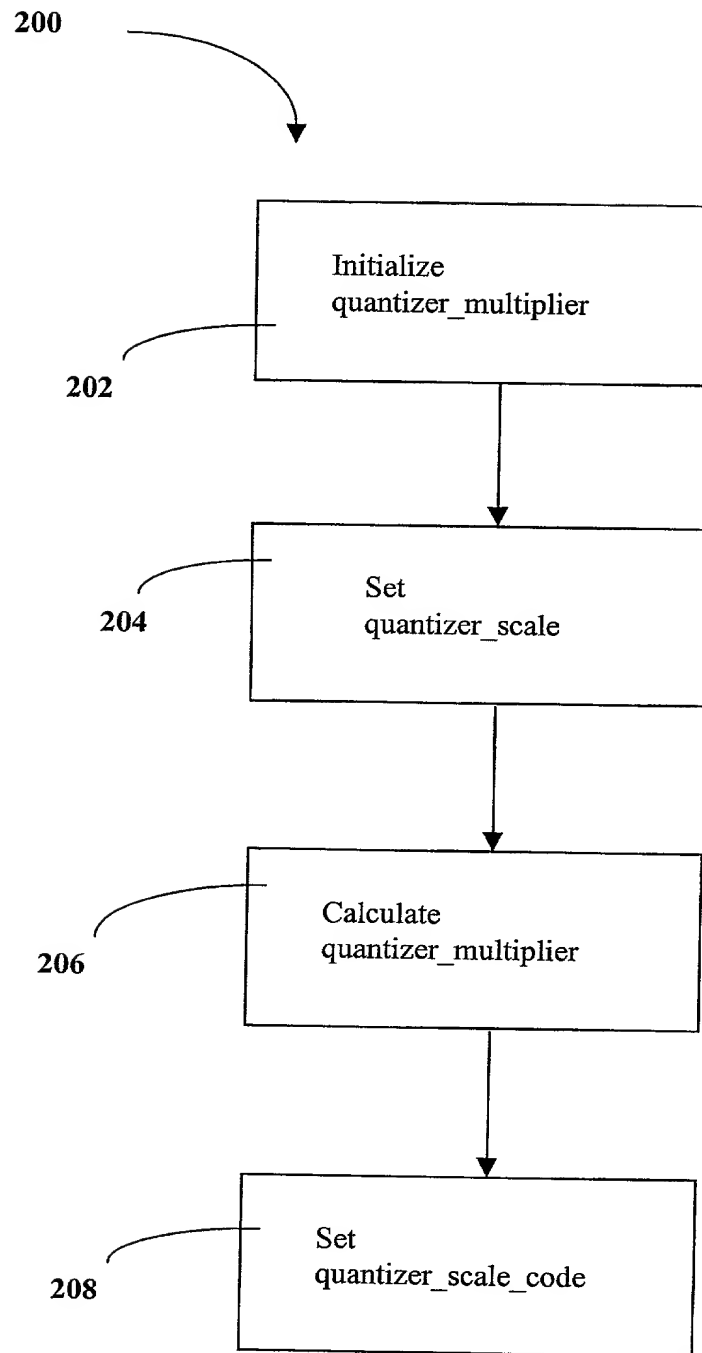 200
Initialize
quantizer_multiplier
202
Set
quantizer_scale
204
Calculate
quantizer_multiplier
206
Set
quantizer_scale_code
208